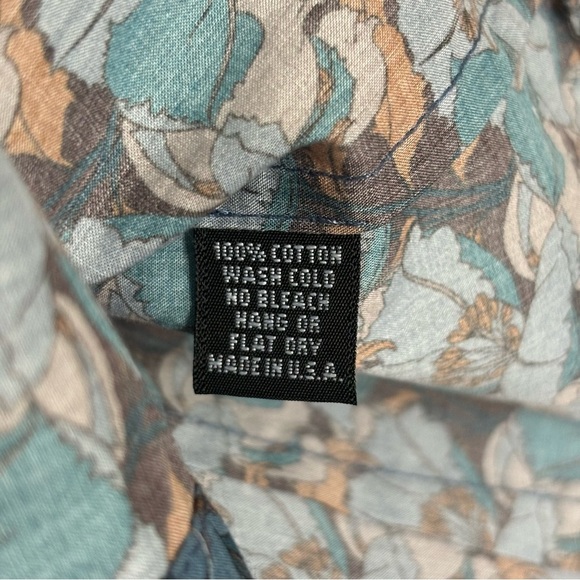 100% COTTON
WASH COLD
NO BLEACH
HANG OR
FLAT DRY
MADE IN U.S.A.